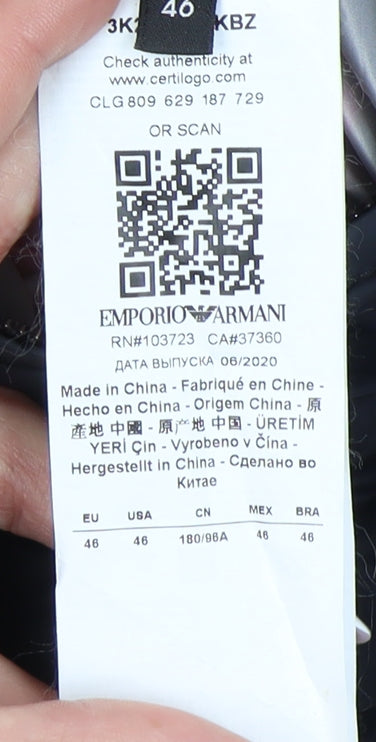 46
KBZ
Check authenticity at
www.certilogo.com
CLG 809 629 187 729
OR SCAN
EMPORIO ARMANI
RN#103723 CA#37360
ДАТА ВЫПУСКА 06/2020
Made in China - Fabriqué en Chine -
Hecho en China - Origem China - 原
產地 中國 - 原产地 中国 - ÜRETİM
YERİ Çin - Vyrobeno v Čína -
Hergestellt in China - Сделано во
Китае
EU USA CN MEX BRA
46 46 180/96A 46 46